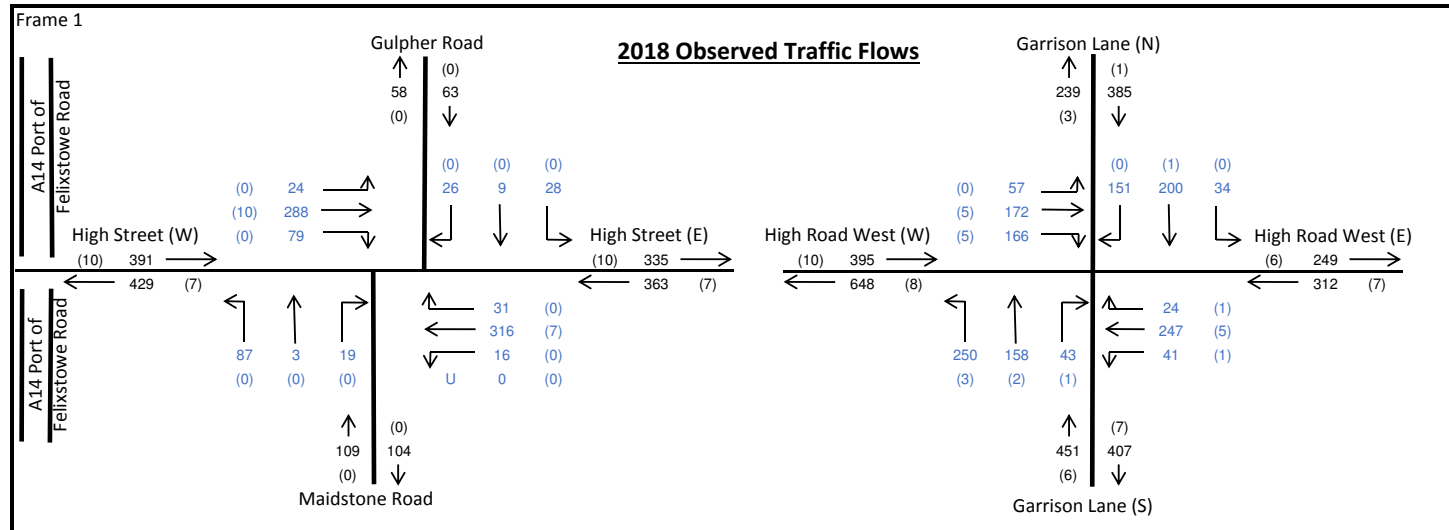 Frame 1
2018 Observed Traffic Flows
A14 Port of
Felixstowe Road
A14 Port of
Felixstowe Road
Gulpher Road
(0)
58 63
(0)
(0) (0) (0)
26 9 28
(0) 24
(10) 288
(0) 79
High Street (W)
(10) 391
429 (7)
High Street (E)
(10) 335
363 (7)
31 (0)
316 (7)
16 (0)
U 0 (0)
87 3 19
(0) (0) (0)
(0)
109 104
(0)
Maidstone Road
Garrison Lane (N)
(1)
239 385
(3)
(0) (1) (0)
151 200 34
(0) 57
(5) 172
(5) 166
High Road West (W)
(10) 395
648 (8)
High Road West (E)
(6) 249
312 (7)
24 (1)
247 (5)
41 (1)
250 158 43
(3) (2) (1)
(7)
451 407
(6)
Garrison Lane (S)